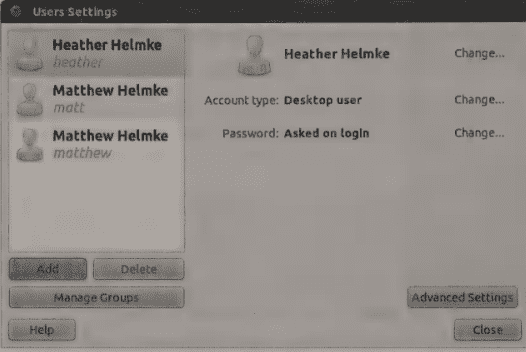 Users Settings
Heather Helmke
heather
Matthew Helmke
matt
Matthew Helmke
matthew
Heather Helmke Change...
Account type: Desktop user Change...
Password: Asked on login Change...
Add Delete
Manage Groups
Advanced Settings
Help
Close